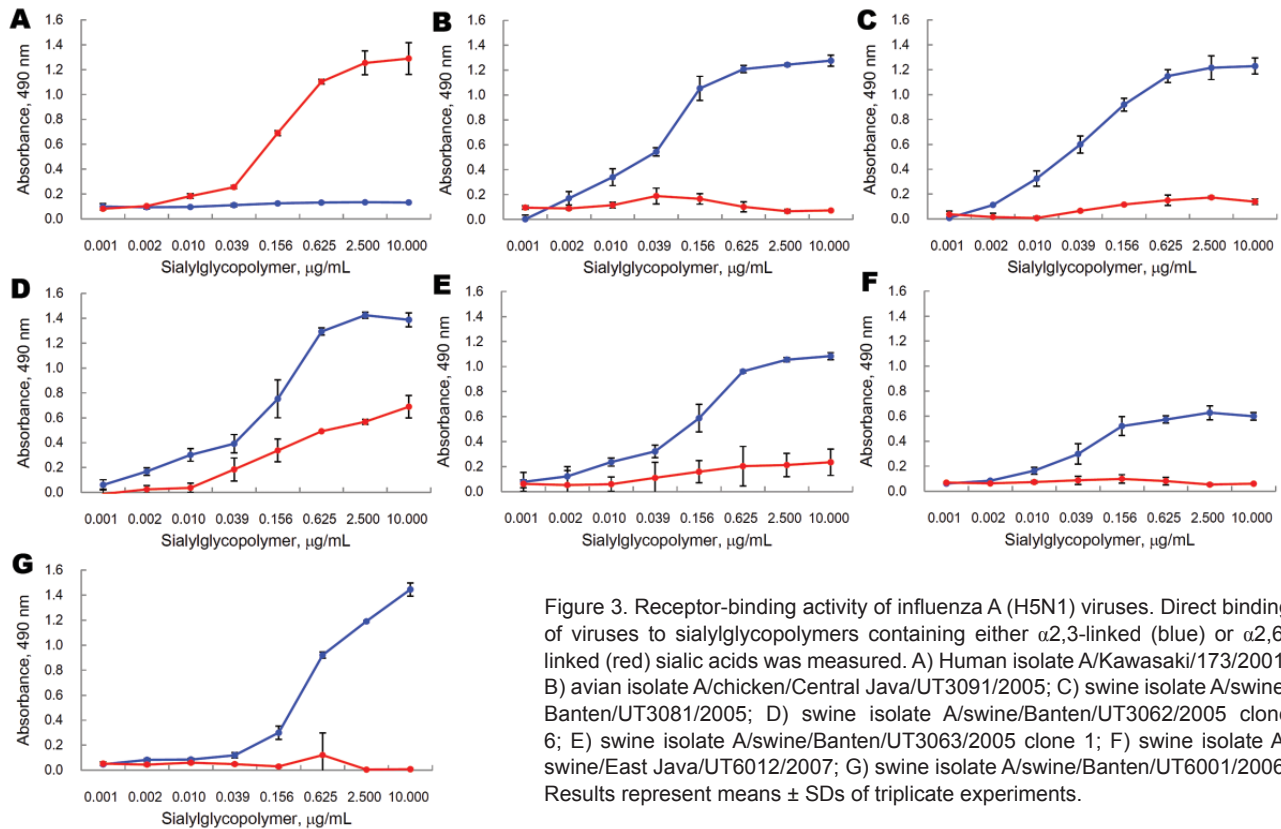 A
1.6
1.4
1.2
1.0
0.8
0.6
0.4
0.2
0.0
Absorbance, 490 nm
0.001 0.002 0.010 0.039 0.156 0.625 2.500 10.000
Sialylglycopolymer, μg/mL
B
1.6
1.4
1.2
1.0
0.8
0.6
0.4
0.2
0.0
Absorbance, 490 nm
0.001 0.002 0.010 0.039 0.156 0.625 2.500 10.000
Sialylglycopolymer, μg/mL
C
1.6
1.4
1.2
1.0
0.8
0.6
0.4
0.2
0.0
Absorbance, 490 nm
0.001 0.002 0.010 0.039 0.156 0.625 2.500 10.000
Sialylglycopolymer, μg/mL
D
1.6
1.4
1.2
1.0
0.8
0.6
0.4
0.2
0.0
Absorbance, 490 nm
0.001 0.002 0.010 0.039 0.156 0.625 2.500 10.000
Sialylglycopolymer, μg/mL
E
1.6
1.4
1.2
1.0
0.8
0.6
0.4
0.2
0.0
Absorbance, 490 nm
0.001 0.002 0.010 0.039 0.156 0.625 2.500 10.000
Sialylglycopolymer, μg/mL
F
1.6
1.4
1.2
1.0
0.8
0.6
0.4
0.2
0.0
Absorbance, 490 nm
0.001 0.002 0.010 0.039 0.156 0.625 2.500 10.000
Sialylglycopolymer, μg/mL
G
1.6
1.4
1.2
1.0
0.8
0.6
0.4
0.2
0.0
Absorbance, 490 nm
0.001 0.002 0.010 0.039 0.156 0.625 2.500 10.000
Sialylglycopolymer, μg/mL
Figure 3. Receptor-binding activity of influenza A (H5N1) viruses. Direct binding
of viruses to sialylglycopolymers containing either α2,3-linked (blue) or α2,6
linked (red) sialic acids was measured. A) Human isolate A/Kawasaki/173/2001
B) avian isolate A/chicken/Central Java/UT3091/2005; C) swine isolate A/swine
Banten/UT3081/2005; D) swine isolate A/swine/Banten/UT3062/2005 clone
6; E) swine isolate A/swine/Banten/UT3063/2005 clone 1; F) swine isolate A
swine/East Java/UT6012/2007; G) swine isolate A/swine/Banten/UT6001/2006
Results represent means ± SDs of triplicate experiments.